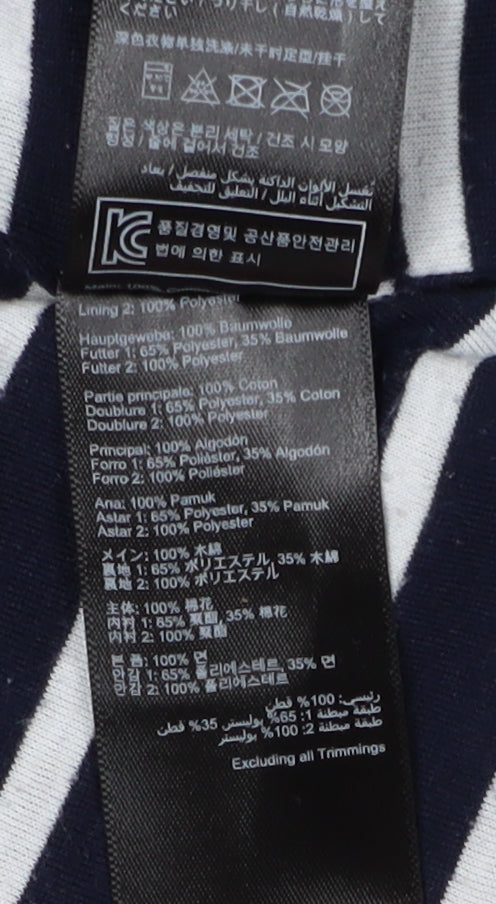 ください
深色衣物单独洗涤/未干时定型/挂干
짙은 색상은 분리 세탁 / 건조 시 모양
형성 / 줄에 걸어서 건조
تغسل الألوان الداكنة بشكل منفصل / يعاد
التشكيل أثناء البلل / التعليق للتجفيف
KC 품질경영및 공산품안전관리
법에 의한 표시
Lining 2: 100% Polyester
Hauptgewebe: 100% Baumwolle
Futter 1: 65% Polyester, 35% Baumwolle
Futter 2: 100% Polyester
Partie principale: 100% Coton
Doublure 1: 65% Polyester, 35% Coton
Doublure 2: 100% Polyester
Principal: 100% Algodón
Forro 1: 65% Poliéster, 35% Algodón
Forro 2: 100% Poliéster
Ana: 100% Pamuk
Astar 1: 65% Polyester, 35% Pamuk
Astar 2: 100% Polyester
メイン: 100% 木綿
裏地 1: 65% ポリエステル, 35% 木綿
裏地 2: 100% ポリエステル
主体: 100% 棉花
内衬 1: 65% 聚酯, 35% 棉花
内衬 2: 100% 聚酯
본 품: 100% 면
안감 1: 65% 폴리에스테르, 35% 면
안감 2: 100% 폴리에스테르
رئيسي: 100% قطن
طبقة مبطنة 1: 65% بوليستر 35% قطن
طبقة مبطنة 2: 100% بوليستر
Excluding all Trimmings